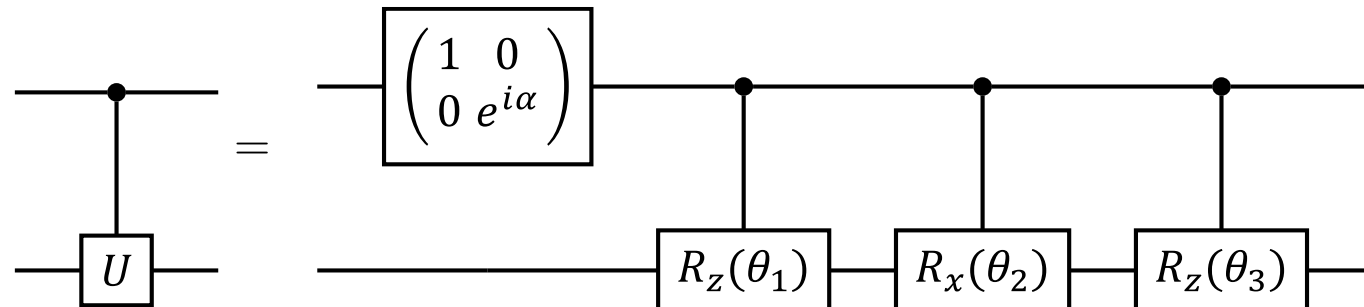 U
=
( 1 0
0 e^{iα} )
R_z(θ_1)
R_x(θ_2)
R_z(θ_3)